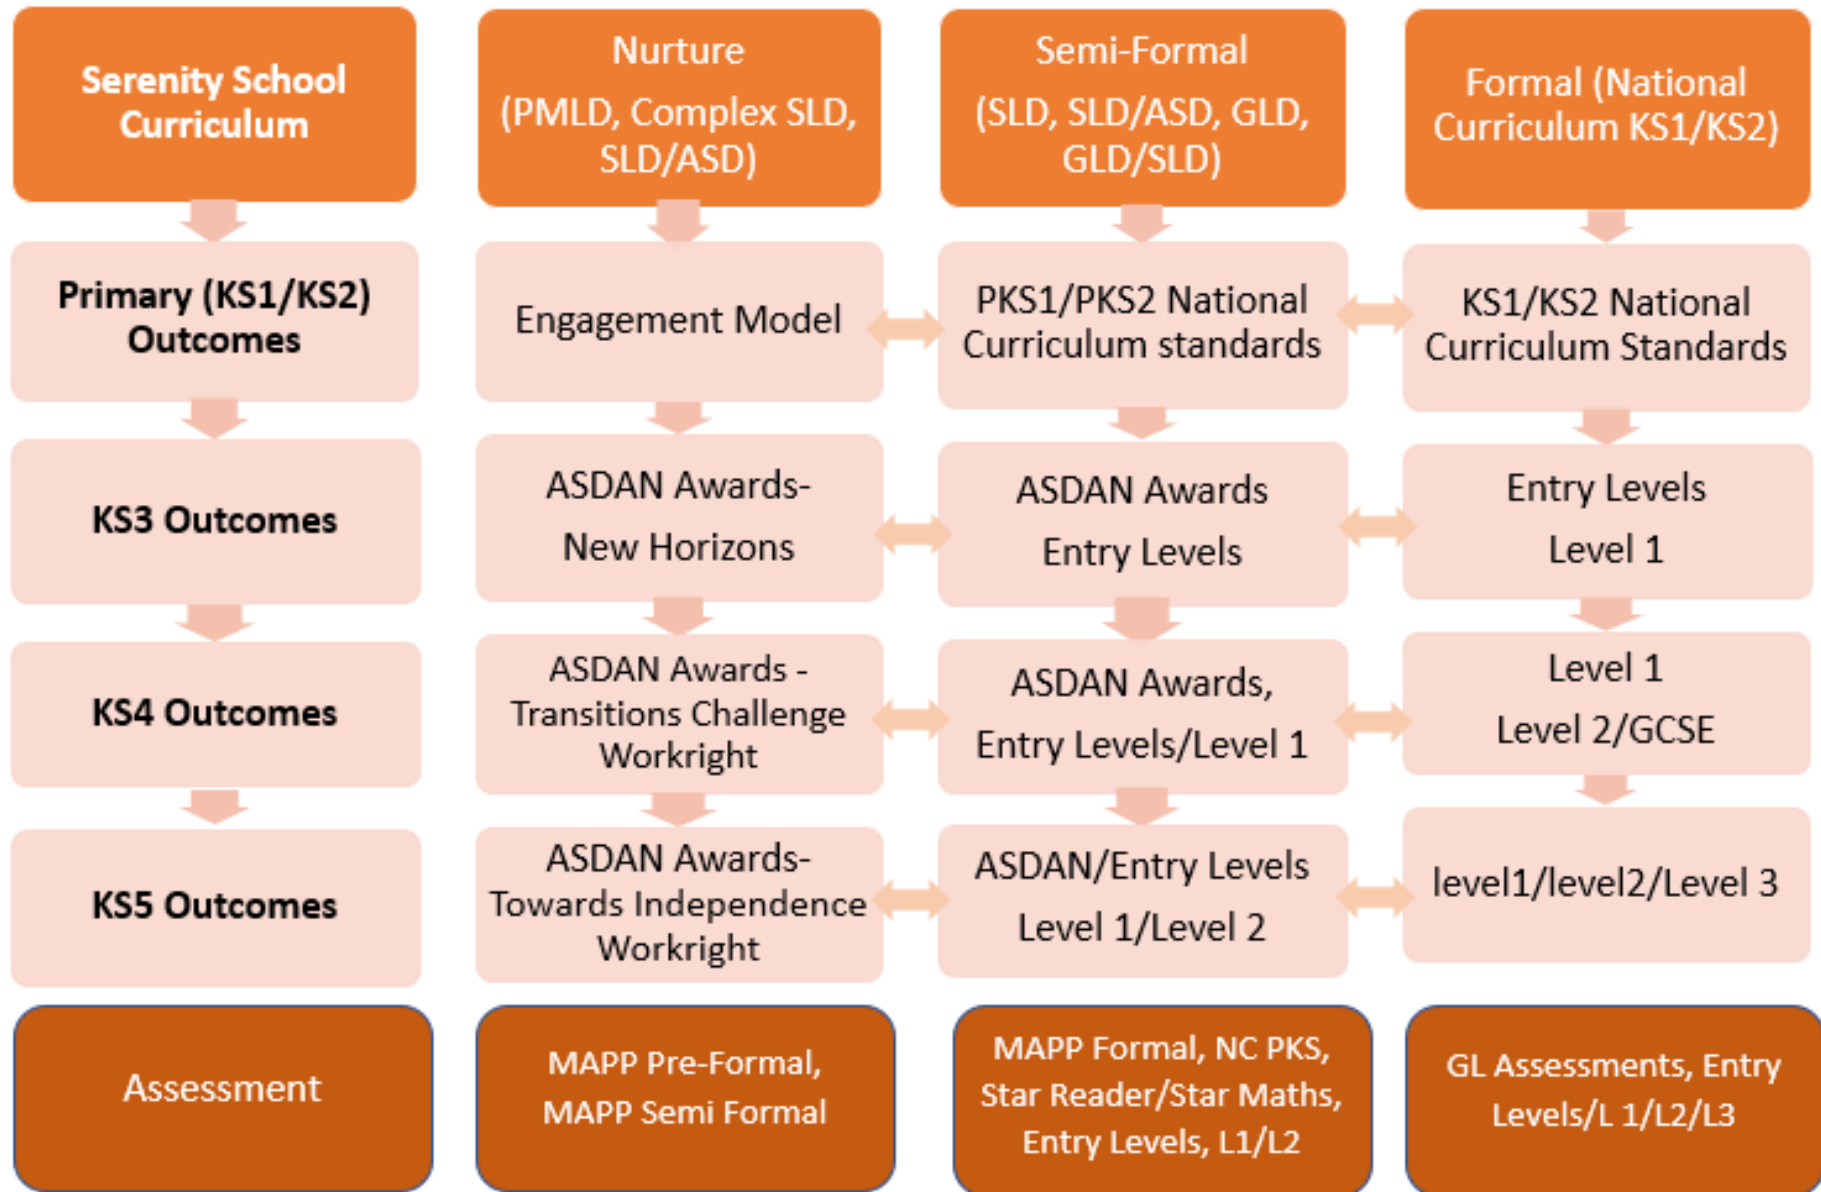 Serenity School
Curriculum
Nurture
(PMLD, Complex SLD,
SLD/ASD)
Semi-Formal
(SLD, SLD/ASD, GLD,
GLD/SLD)
Formal (National
Curriculum KS1/KS2)
Primary (KS1/KS2)
Outcomes
Engagement Model
PKS1/PKS2 National
Curriculum standards
KS1/KS2 National
Curriculum Standards
KS3 Outcomes
ASDAN Awards-
New Horizons
ASDAN Awards
Entry Levels
Entry Levels
Level 1
KS4 Outcomes
ASDAN Awards -
Transitions Challenge
Workright
ASDAN Awards,
Entry Levels/Level 1
Level 1
Level 2/GCSE
KS5 Outcomes
ASDAN Awards-
Towards Independence
Workright
ASDAN/Entry Levels
Level 1/Level 2
level1/level2/Level 3
Assessment
MAPP Pre-Formal,
MAPP Semi Formal
MAPP Formal, NC PKS,
Star Reader/Star Maths,
Entry Levels, L1/L2
GL Assessments, Entry
Levels/L 1/L2/L3